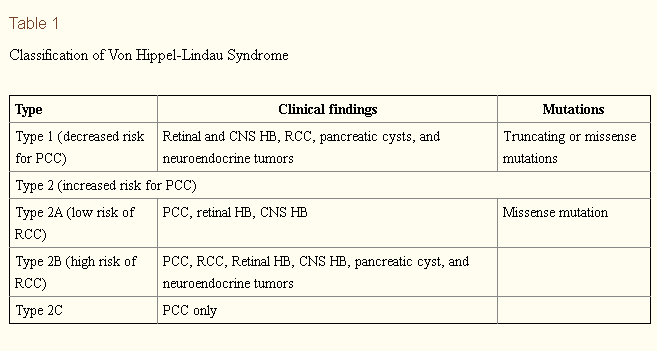 Table 1
Classification of Von Hippel-Lindau Syndrome
Type Clinical findings Mutations
Type 1 (decreased risk Retinal and CNS HB, RCC, pancreatic cysts, and Truncating or missense
for PCC) neuroendocrine tumors mutations
Type 2 (increased risk for PCC)
Type 2A (low risk of PCC, retinal HB, CNS HB Missense mutation
RCC)
Type 2B (high risk of PCC, RCC, Retinal HB, CNS HB, pancreatic cyst, and
RCC) neuroendocrine tumors
Type 2C PCC only